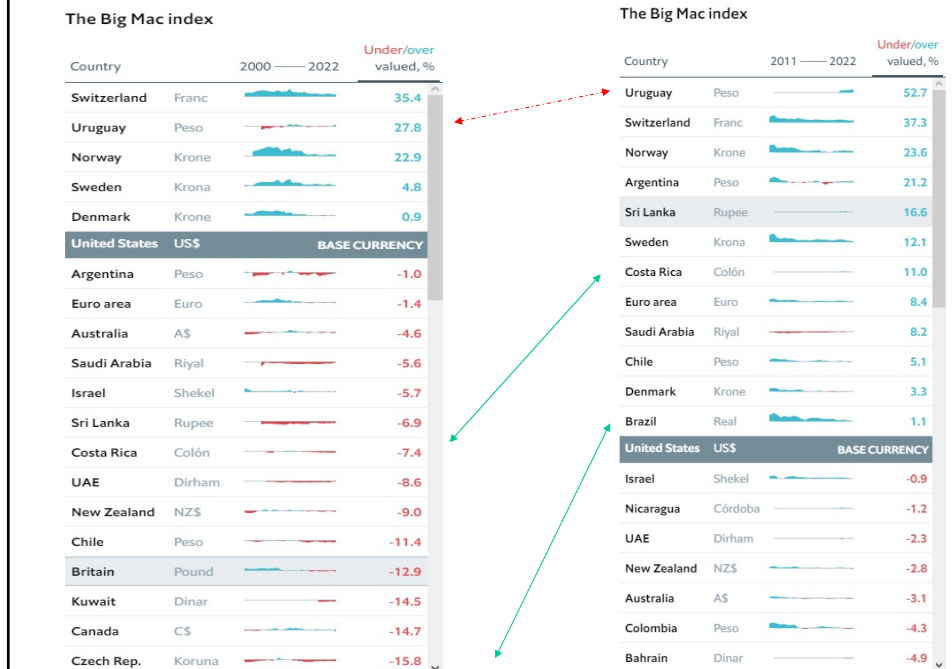 The Big Mac index
Under/over
Country 2000 2022 valued, %
Switzerland Franc 35.4
Uruguay Peso 27.8
Norway Krone 22.9
Sweden Krona 4.8
Denmark Krone 0.9
United States US$ BASE CURRENCY
Argentina Peso -1.0
Euro area Euro -1.4
Australia A$ -4.6
Saudi Arabia Riyal -5.6
Israel Shekel -5.7
Sri Lanka Rupee -6.9
Costa Rica Colón -7.4
UAE Dirham -8.6
New Zealand NZ$ -9.0
Chile Peso -11.4
Britain Pound -12.9
Kuwait Dinar -14.5
Canada C$ -14.7
Czech Rep. Koruna -15.8
The Big Mac index
Under/over
Country 2011 2022 valued, %
Uruguay Peso 52.7
Switzerland Franc 37.3
Norway Krone 23.6
Argentina Peso 21.2
Sri Lanka Rupee 16.6
Sweden Krona 12.1
Costa Rica Colón 11.0
Euro area Euro 8.4
Saudi Arabia Riyal 8.2
Chile Peso 5.1
Denmark Krone 3.3
Brazil Real 1.1
United States US$ BASE CURRENCY
Israel Shekel -0.9
Nicaragua Córdoba -1.2
UAE Dirham -2.3
New Zealand NZ$ -2.8
Australia A$ -3.1
Colombia Peso -4.3
Bahrain Dinar -4.9